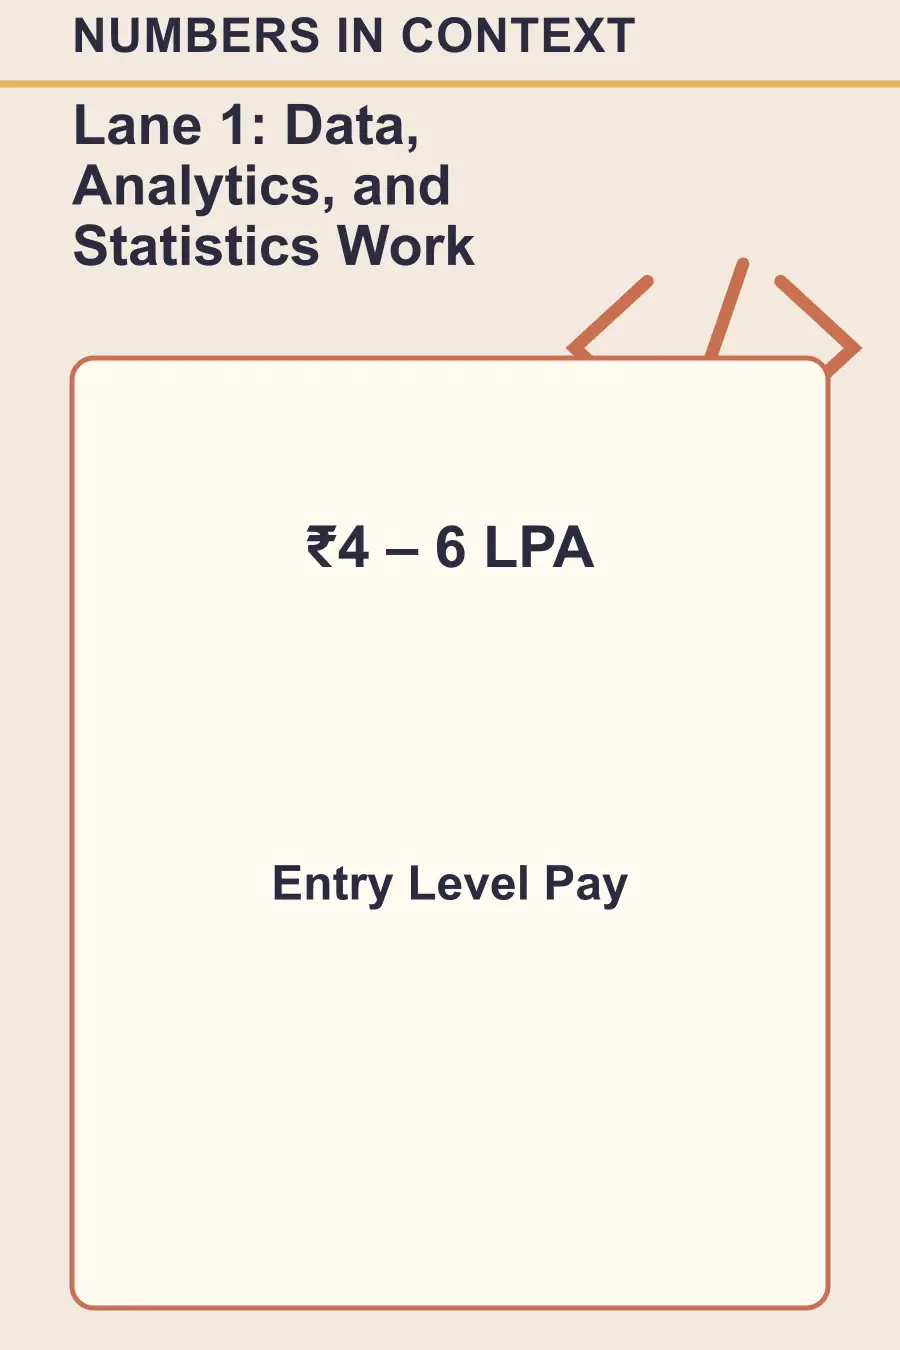 NUMBERS IN CONTEXT
Lane 1: Data,
Analytics, and
Statistics Work
₹4 – 6 LPA
Entry Level Pay